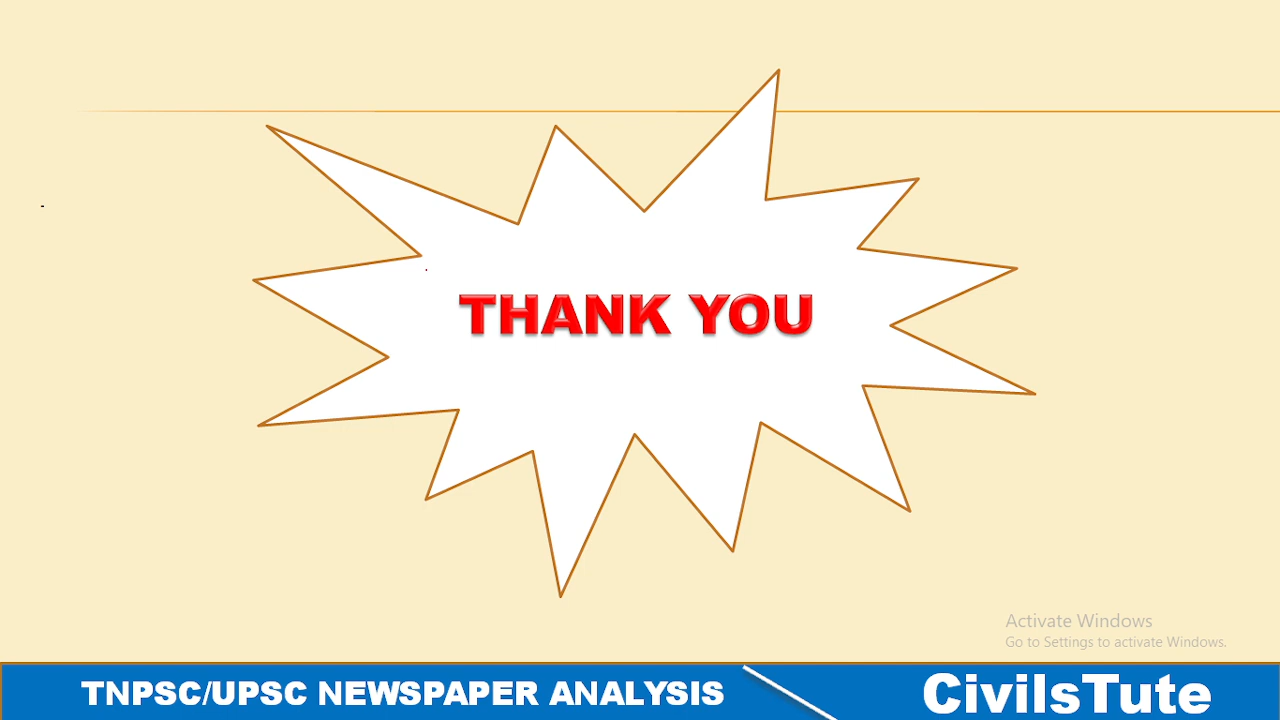 THANK YOU
Activate Windows
Go to Settings to activate Windows.
TNPSC/UPSC NEWSPAPER ANALYSIS
CivilsTute